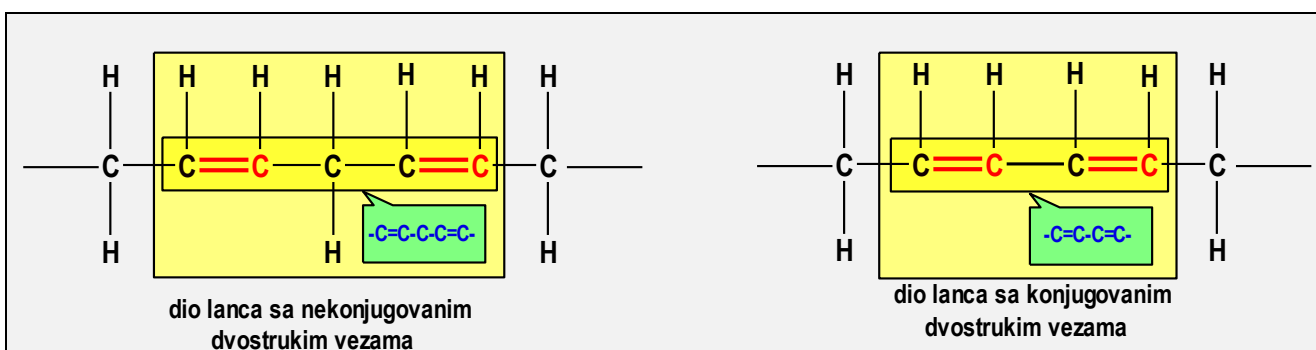 H H H H H H H
C-C=C-C-C=C-C
-C=C-C-C=C-
H H H
dio lanca sa nekonjugovanim
dvostrukim vezama
H H H H H H
C-C=C-C=C-C
-C=C-C=C-
H H
dio lanca sa konjugovanim
dvostrukim vezama